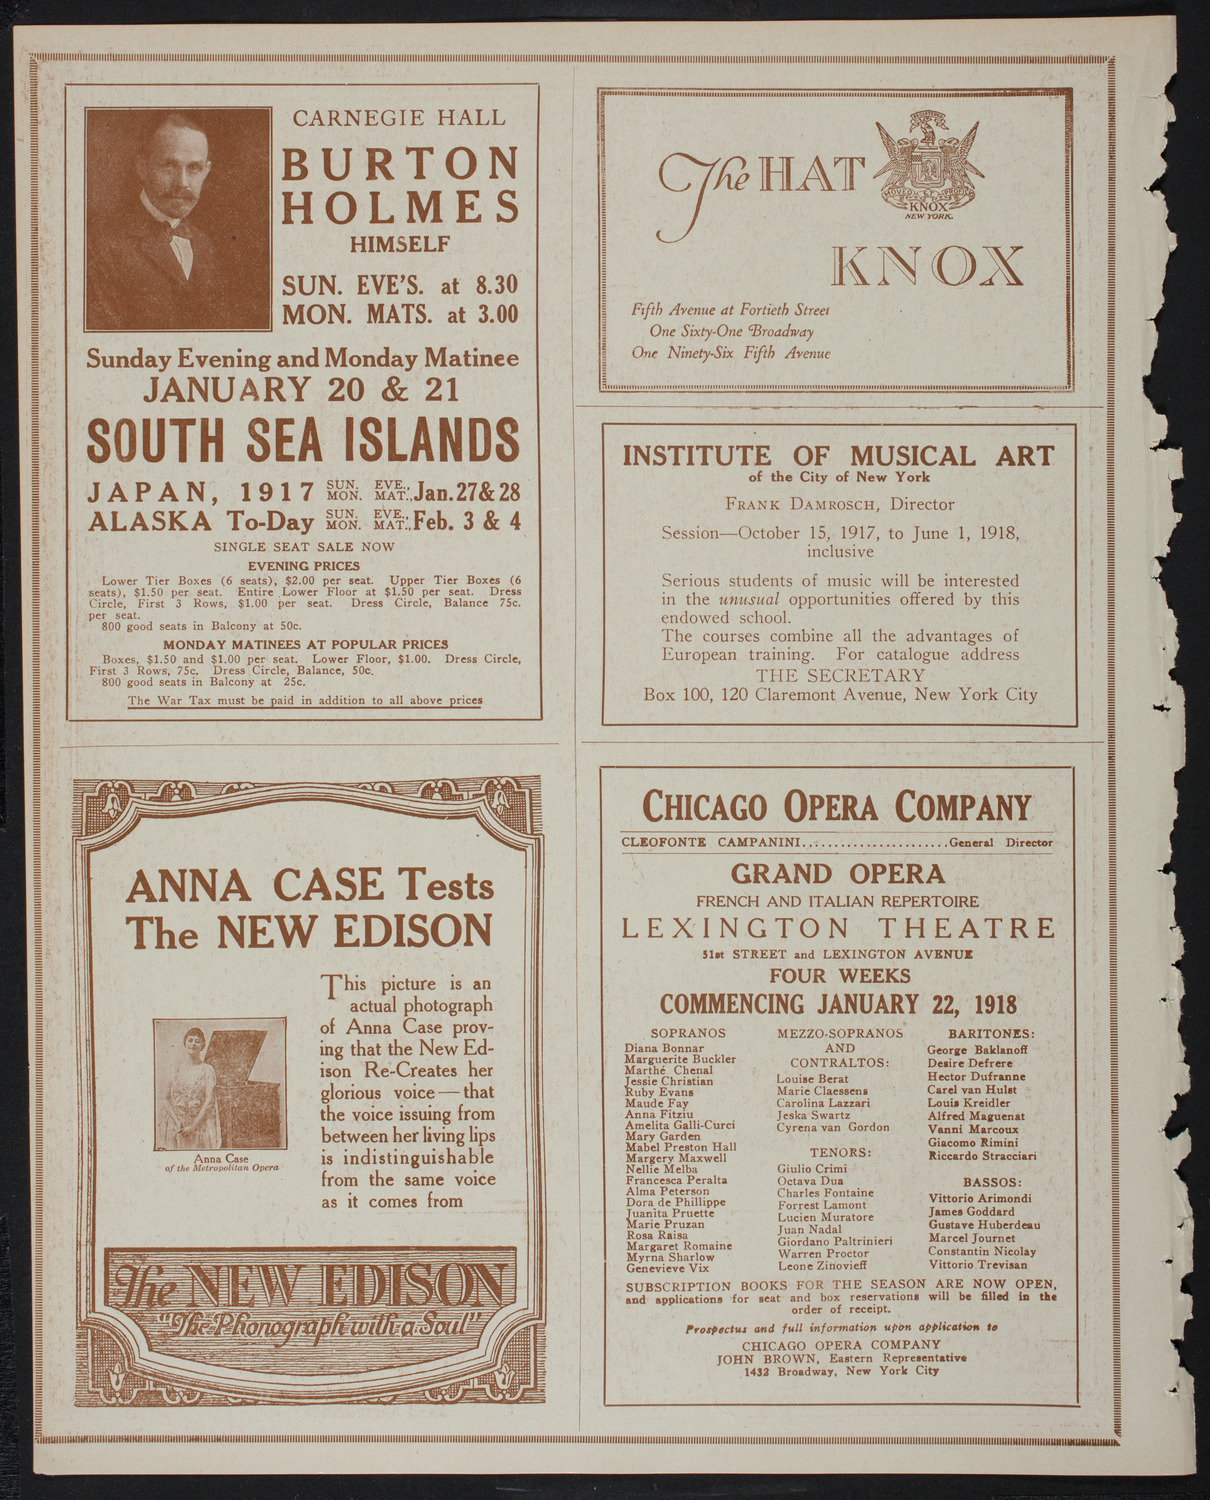 CARNEGIE HALL
BURTON
HOLMES
HIMSELF
SUN. EVE'S. at 8.30
MON. MATS. at 3.00
Sunday Evening and Monday Matinee
JANUARY 20 & 21
SOUTH SEA ISLANDS
JAPAN, 1917 SUN. EVE., MON. MAT., Jan. 27 & 28
ALASKA To-Day SUN. EVE., MON. MAT., Feb. 3 & 4
SINGLE SEAT SALE NOW
EVENING PRICES
Lower Tier Boxes (6 seats), $2.00 per seat. Upper Tier Boxes (6
seats), $1.50 per seat. Entire Lower Floor at $1.50 per seat. Dress
Circle, First 3 Rows, $1.00 per seat. Dress Circle, Balance 75c.
per seat.
800 good seats in Balcony at 50c.
MONDAY MATINEES AT POPULAR PRICES
Boxes, $1.50 and $1.00 per seat. Lower Floor, $1.00. Dress Circle,
First 3 Rows, 75c. Dress Circle, Balance, 50c.
800 good seats in Balcony at 25c.
The War Tax must be paid in addition to all above prices
The HAT
KNOX
NEW YORK.
KNOX
Fifth Avenue at Fortieth Street
One Sixty-One Broadway
One Ninety-Six Fifth Avenue
INSTITUTE OF MUSICAL ART
of the City of New York
FRANK DAMROSCH, Director
Session—October 15, 1917, to June 1, 1918,
inclusive
Serious students of music will be interested
in the unusual opportunities offered by this
endowed school.
The courses combine all the advantages of
European training. For catalogue address
THE SECRETARY
Box 100, 120 Claremont Avenue, New York City
ANNA CASE Tests
The NEW EDISON
This picture is an
actual photograph
of Anna Case prov-
ing that the New Ed-
ison Re-Creates her
glorious voice—that
the voice issuing from
between her living lips
is indistinguishable
from the same voice
as it comes from
Anna Case
of the Metropolitan Opera
The NEW EDISON
"The Phonograph with a Soul"
CHICAGO OPERA COMPANY
CLEOFONTE CAMPANINI.......................General Director
GRAND OPERA
FRENCH AND ITALIAN REPERTOIRE
LEXINGTON THEATRE
51st STREET and LEXINGTON AVENUE
FOUR WEEKS
COMMENCING JANUARY 22, 1918
SOPRANOS
Diana Bonnar
Marguerite Buckler
Marthé Chenal
Jessie Christian
Ruby Evans
Maude Fay
Anna Fitziu
Amelita Galli-Curci
Mary Garden
Mabel Preston Hall
Margery Maxwell
Nellie Melba
Francesca Peralta
Alma Peterson
Dora de Phillippe
Juanita Pruette
Marie Pruzan
Rosa Raisa
Margaret Romaine
Myrna Sharlow
Genevieve Vix
MEZZO-SOPRANOS
AND
CONTRALTOS:
Louise Berat
Marie Claessens
Carolina Lazzari
Jeska Swartz
Cyrena van Gordon
TENORS:
Giulio Crimi
Octava Dua
Charles Fontaine
Forrest Lamont
Lucien Muratore
Juan Nadal
Giordano Paltrinieri
Warren Proctor
Leone Zinovieff
BARITONES:
George Baklanoff
Desire Defrere
Hector Dufranne
Carel van Hulst
Louis Kreidler
Alfred Maguenat
Vanni Marcoux
Giacomo Rimini
Riccardo Stracciari
BASSOS:
Vittorio Arimondi
James Goddard
Gustave Huberdeau
Marcel Journet
Constantin Nicolay
Vittorio Trevisan
SUBSCRIPTION BOOKS FOR THE SEASON ARE NOW OPEN,
and applications for seat and box reservations will be filled in the
order of receipt.
Prospectus and full information upon application to
CHICAGO OPERA COMPANY
JOHN BROWN, Eastern Representative
1432 Broadway, New York City